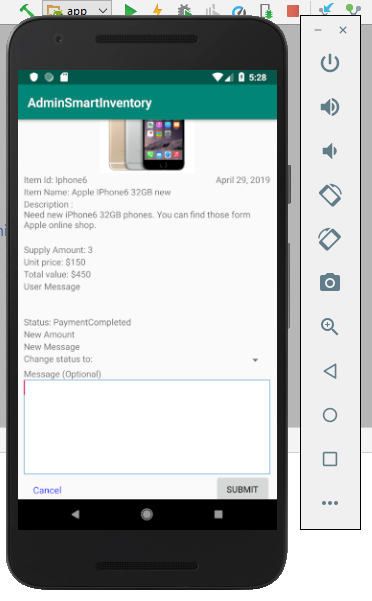 app
5:28
AdminSmartInventory
Item Id: Iphone6 April 29, 2019
Item Name: Apple IPhone6 32GB new
Description :
Need new iPhone6 32GB phones. You can find those form
Apple online shop.
Supply Amount: 3
Unit price: $150
Total value: $450
User Message
Status: PaymentCompleted
New Amount
New Message
Change status to:
Message (Optional)
Cancel SUBMIT